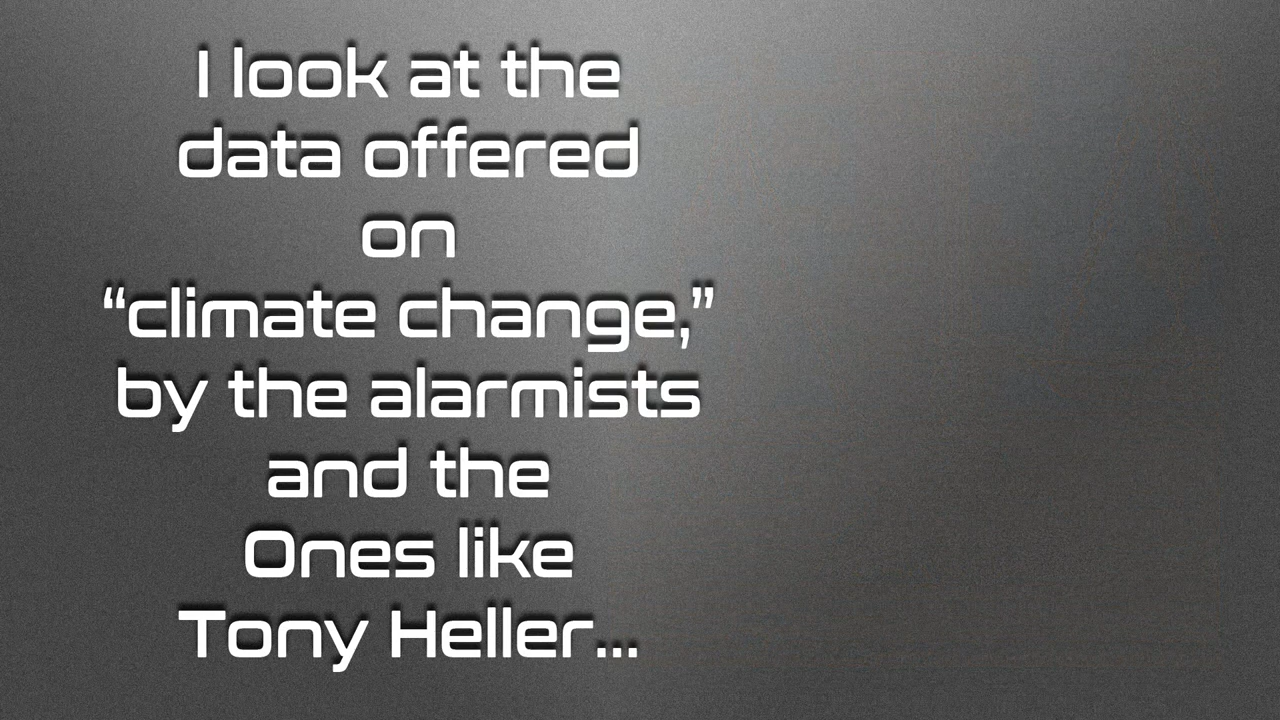 I look at the
data offered
on
“climate change,”
by the alarmists
and the
Ones like
Tony Heller...